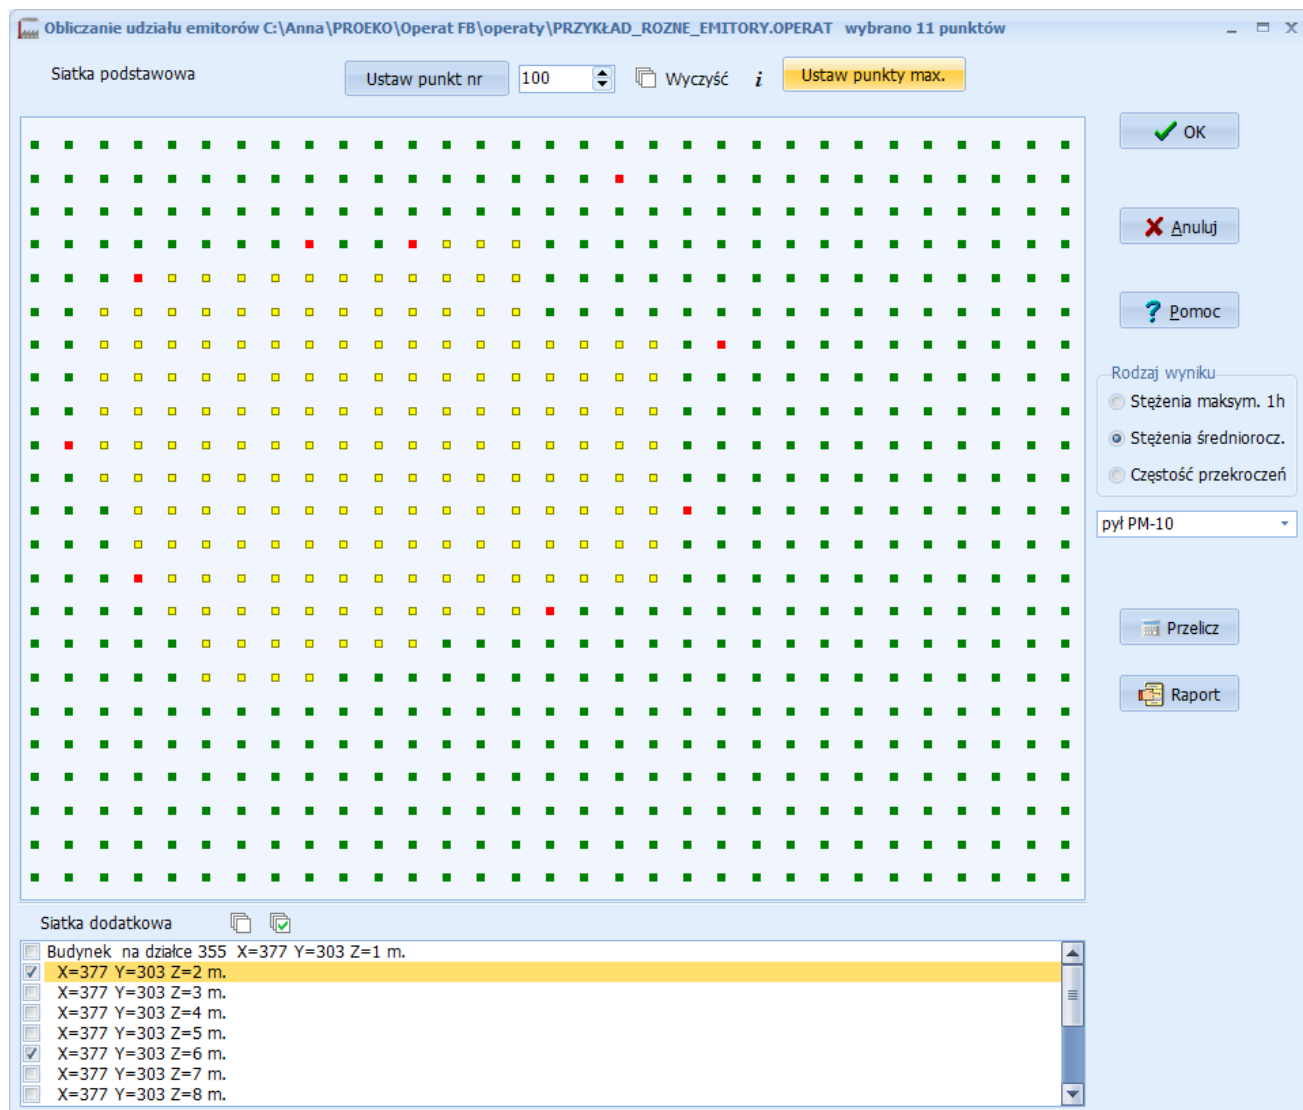 Obliczanie udziału emitorów C:\Anna\PROEKO\Operat FB\operaty\PRZYKŁAD_ROZNE_EMITORY.OPERAT wybrano 11 punktów
Siatka podstawowa
Ustaw punkt nr
100
Wyczyść
i
Ustaw punkty max.
OK
Anuluj
Pomoc
Rodzaj wyniku
Stężenia maksym. 1h
Stężenia średniorocz.
Częstość przekroczeń
pył PM-10
Przelicz
Raport
Siatka dodatkowa
Budynek na działce 355 X=377 Y=303 Z=1 m.
X=377 Y=303 Z=2 m.
X=377 Y=303 Z=3 m.
X=377 Y=303 Z=4 m.
X=377 Y=303 Z=5 m.
X=377 Y=303 Z=6 m.
X=377 Y=303 Z=7 m.
X=377 Y=303 Z=8 m.